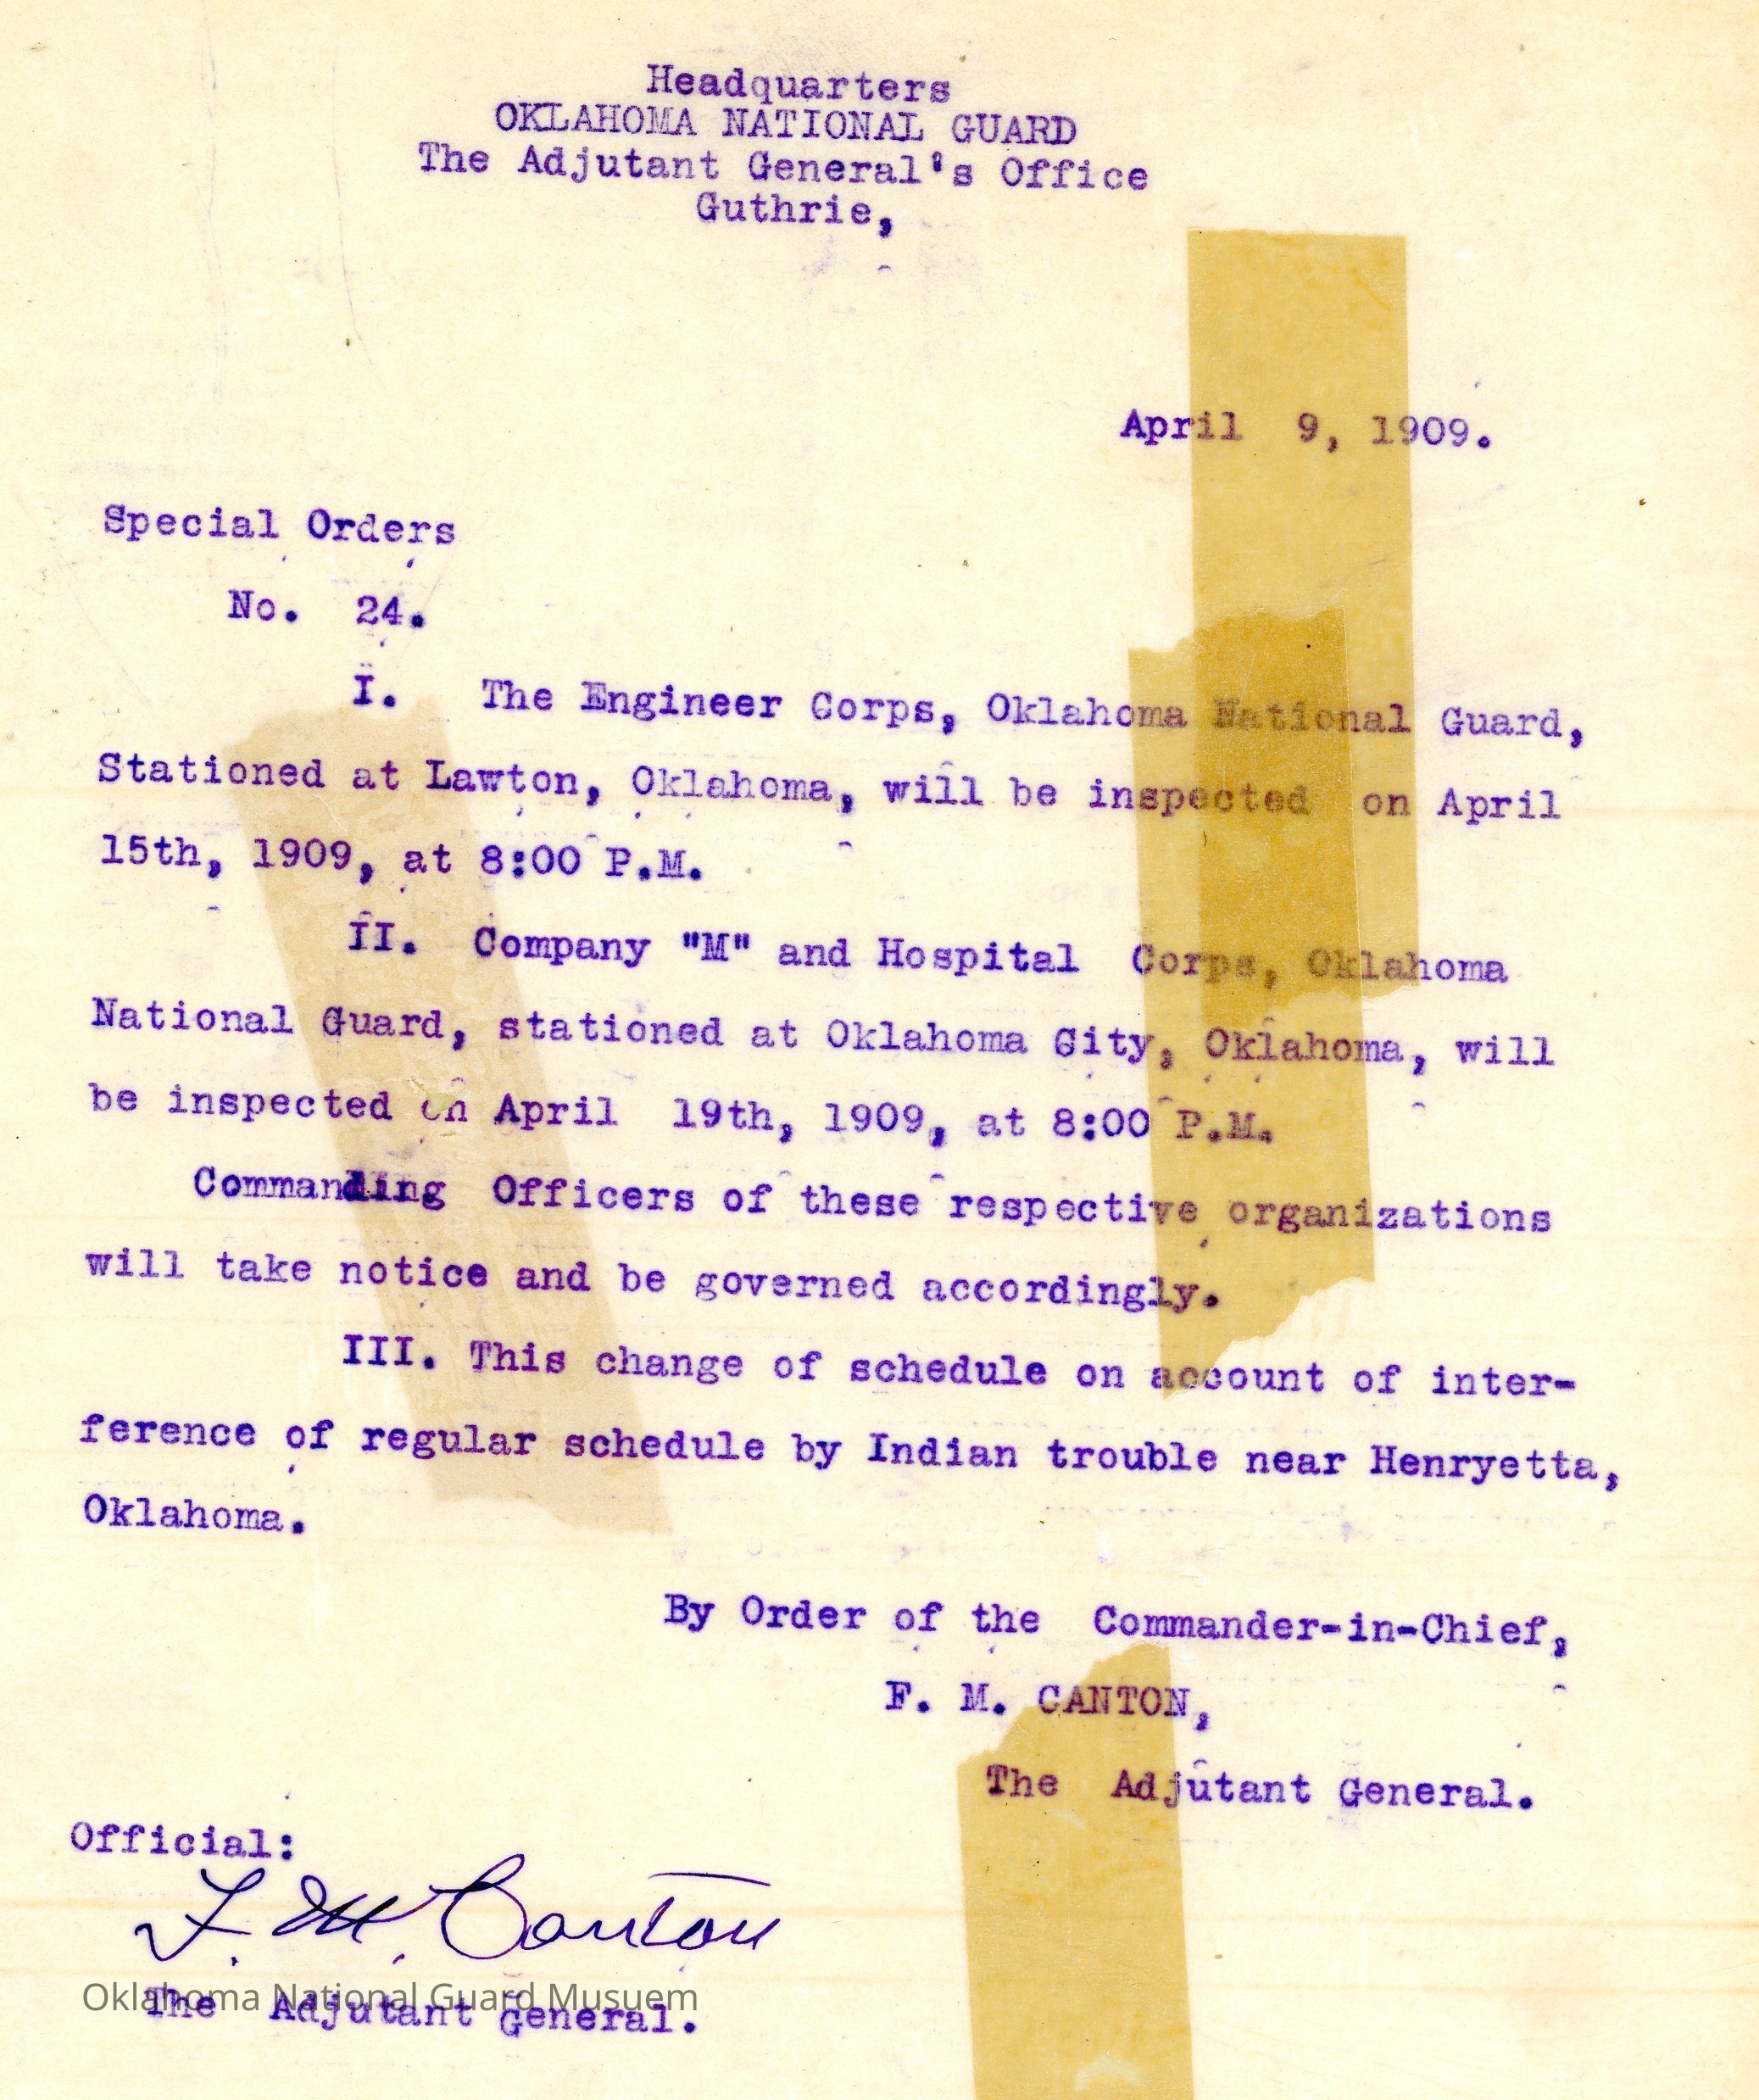 Headquarters
OKLAHOMA NATIONAL GUARD
The Adjutant General's Office
Guthrie,
April 9, 1909.
Special Orders
No. 24.
I. The Engineer Corps, Oklahoma National Guard,
Stationed at Lawton, Oklahoma, will be inspected on April
15th, 1909, at 8:00 P.M.
II. Company "M" and Hospital Corps, Oklahoma
National Guard, stationed at Oklahoma City, Oklahoma, will
be inspected on April 19th, 1909, at 8:00 P.M.
Commanding Officers of these respective organizations
will take notice and be governed accordingly.
III. This change of schedule on account of inter-
ference of regular schedule by Indian trouble near Henryetta,
Oklahoma.
By Order of the Commander-in-Chief,
F. M. CANTON,
The Adjutant General.
Official:
F. M. Canton
Oklahoma National Guard Musuem
The Adjutant General.